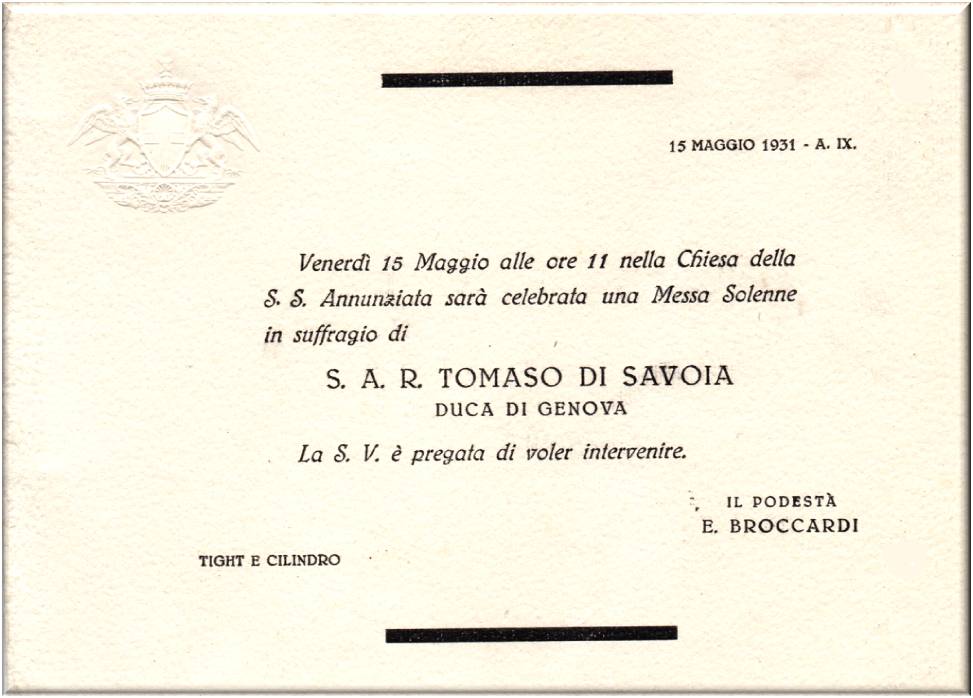 15 MAGGIO 1931 - A. IX.
Venerdì 15 Maggio alle ore 11 nella Chiesa della
S. S. Annunziata sarà celebrata una Messa Solenne
in suffragio di
S. A. R. TOMASO DI SAVOIA
DUCA DI GENOVA
La S. V. è pregata di voler intervenire.
IL PODESTÀ
E. BROCCARDI
TIGHT E CILINDRO